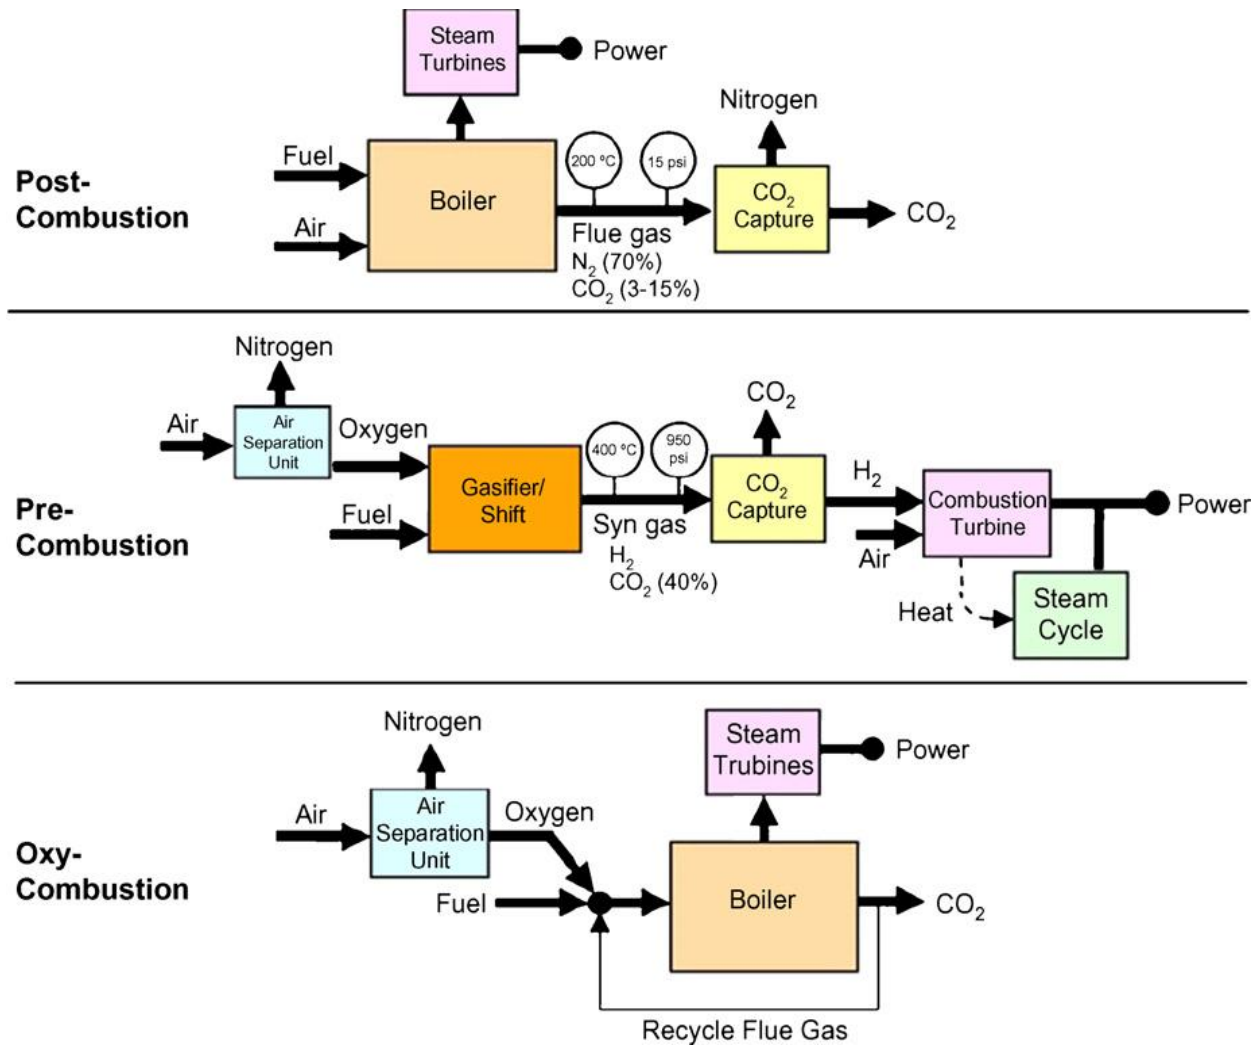 Steam
Turbines
Power
Nitrogen
Post-
Combustion
Fuel
Air
Boiler
200 ºC
15 psi
Flue gas
N₂ (70%)
CO₂ (3-15%)
CO₂
Capture
CO₂
Nitrogen
Pre-
Combustion
Air
Air
Separation
Unit
Oxygen
Fuel
Gasifier/
Shift
400 ºC
950
psi
Syn gas
H₂
CO₂ (40%)
CO₂
CO₂
Capture
H₂
Air
Combustion
Turbine
Power
Heat
Steam
Cycle
Oxy-
Combustion
Nitrogen
Air
Air
Separation
Unit
Oxygen
Fuel
Steam
Trubines
Power
Boiler
CO₂
Recycle Flue Gas